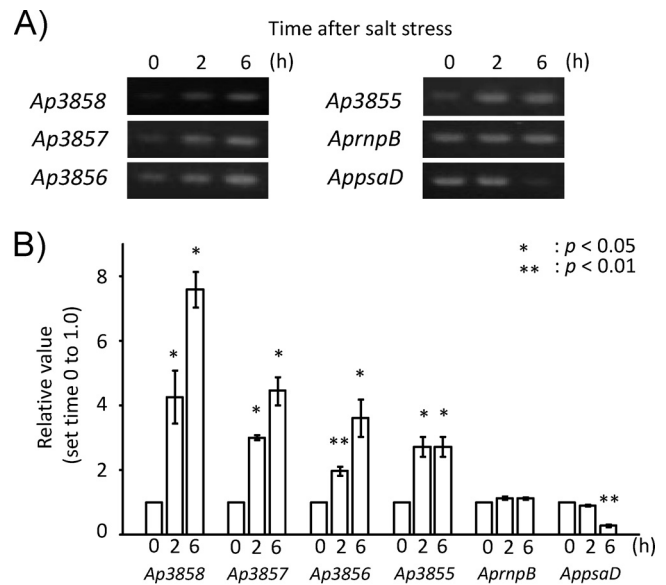 A)
Time after salt stress
0 2 6 (h) 0 2 6 (h)
Ap3858 Ap3855
Ap3857 AprnpB
Ap3856 AppsaD
B)
* : p < 0.05
** : p < 0.01
Relative value
(set time 0 to 1.0)
8
6
4
2
0
* * * * ** * * * **
0 2 6 0 2 6 0 2 6 0 2 6 0 2 6 0 2 6 (h)
Ap3858 Ap3857 Ap3856 Ap3855 AprnpB AppsaD